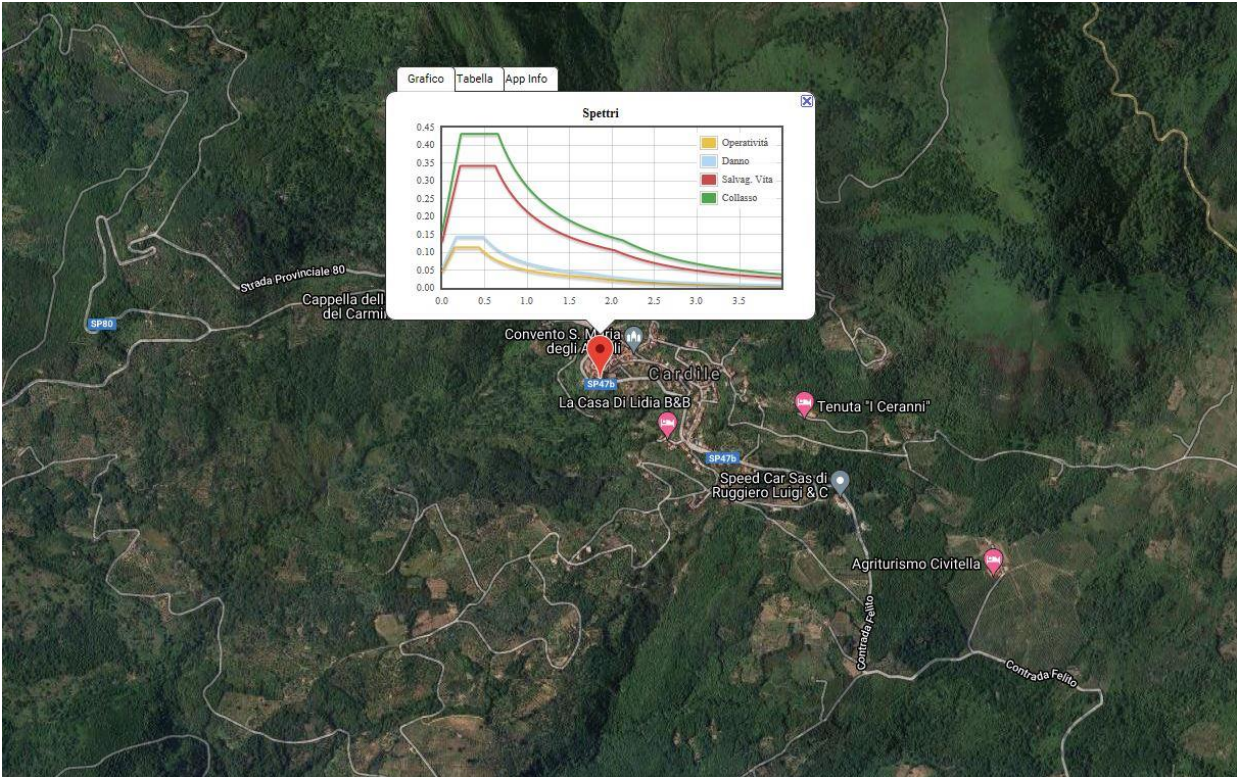 Grafico
Tabella
App Info
Spettri
0.45
0.40
0.35
0.30
0.25
0.20
0.15
0.10
0.05
0.00
0.0
0.5
1.0
1.5
2.0
2.5
3.0
3.5
Operatività
Danno
Salvag. Vita
Collasso
Strada Provinciale 80
Cappella dell
del Carmi
SP80
Convento S. M ria
degli A li
SP47b
Cardile
La Casa Di Lidia B&B
Tenuta "I Ceranni"
SP47b
Speed Car Sas di
Ruggiero Luigi & C
Agriturismo Civitella
Contrada Felito
Contrada Felito